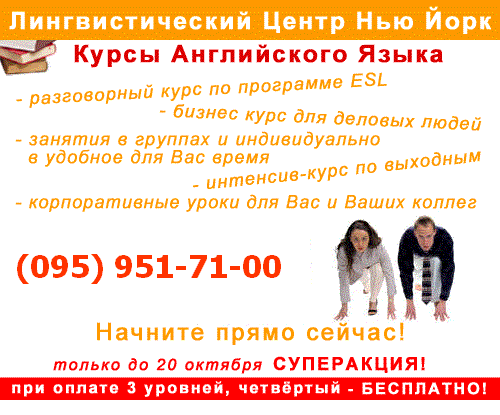 Лингвистический Центр Нью Йорк
Курсы Английского Языка
- разговорный курс по программе ESL
- бизнес курс для деловых людей
- занятия в группах и индивидуально
в удобное для Вас время
- интенсив-курс по выходным
- корпоративные уроки для Вас и Ваших коллег
(095) 951-71-00
Начните прямо сейчас!
только до 20 октября СУПЕРАКЦИЯ!
при оплате 3 уровней, четвёртый - БЕСПЛАТНО!